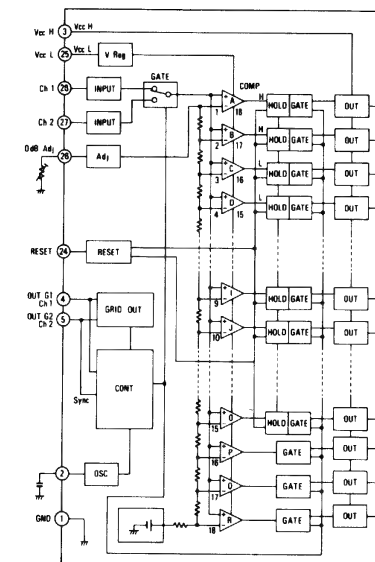 Vcc H 3 Vcc H
Vcc L 25 Vcc L V Reg
GATE COMP
Ch 1 28 INPUT
1 A 18 H HOLD GATE OUT
Ch 2 27 INPUT
2 B 17 H HOLD GATE OUT
0dB Adj 26 Adj
3 C 16 L HOLD GATE OUT
4 D 15 L HOLD GATE OUT
RESET 24 RESET
OUT G1 Ch 1 4
OUT G2 Ch 2 5
GRID OUT
9 I HOLD GATE OUT
10 J HOLD GATE OUT
CONT
Sync
15 O HOLD GATE OUT
16 P GATE OUT
2 OSC
17 Q GATE OUT
GND 1
18 R GATE OUT